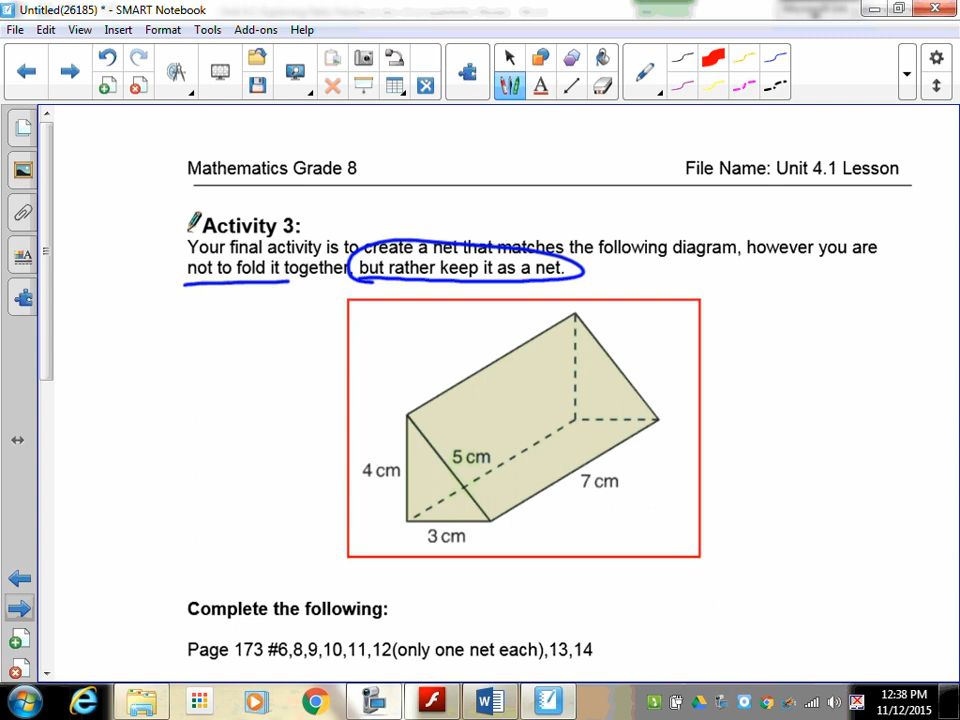 Untitled(26185) * - SMART Notebook
File Edit View Insert Format Tools Add-ons Help
Mathematics Grade 8 File Name: Unit 4.1 Lesson
Activity 3:
Your final activity is to create a net that matches the following diagram, however you are
not to fold it together, but rather keep it as a net.
5 cm
4 cm
7 cm
3 cm
Complete the following:
Page 173 #6,8,9,10,11,12(only one net each),13,14
12:38 PM
11/12/2015